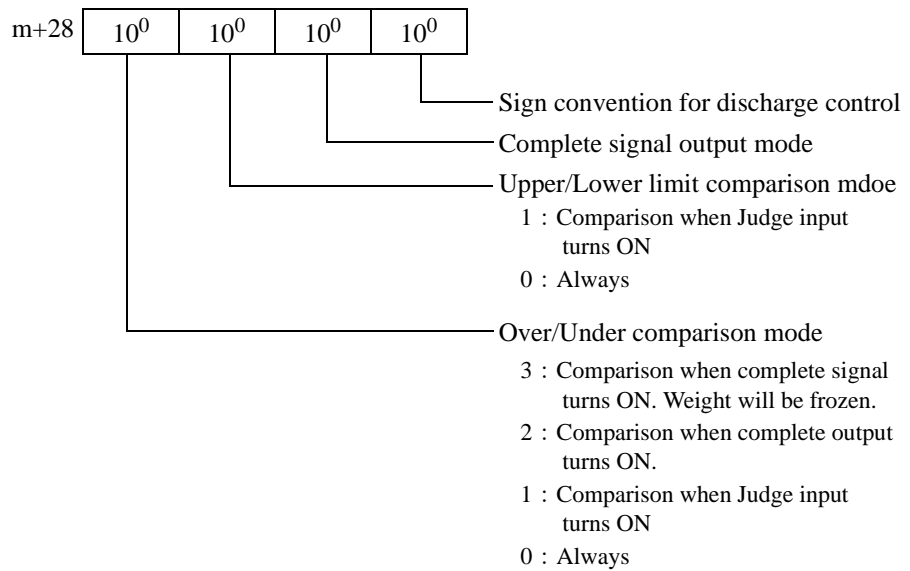 m+28 10⁰ 10⁰ 10⁰ 10⁰
Sign convention for discharge control
Complete signal output mode
Upper/Lower limit comparison mdoe
1 : Comparison when Judge input
turns ON
0 : Always
Over/Under comparison mode
3 : Comparison when complete signal
turns ON. Weight will be frozen.
2 : Comparison when complete output
turns ON.
1 : Comparison when Judge input
turns ON
0 : Always